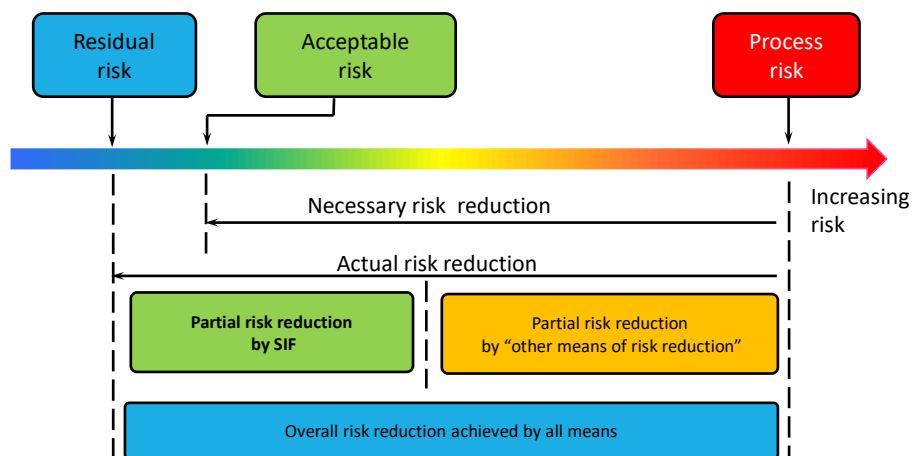 Residual
risk
Acceptable
risk
Process
risk
Increasing
risk
Necessary risk reduction
Actual risk reduction
Partial risk reduction
by SIF
Partial risk reduction
by “other means of risk reduction”
Overall risk reduction achieved by all means